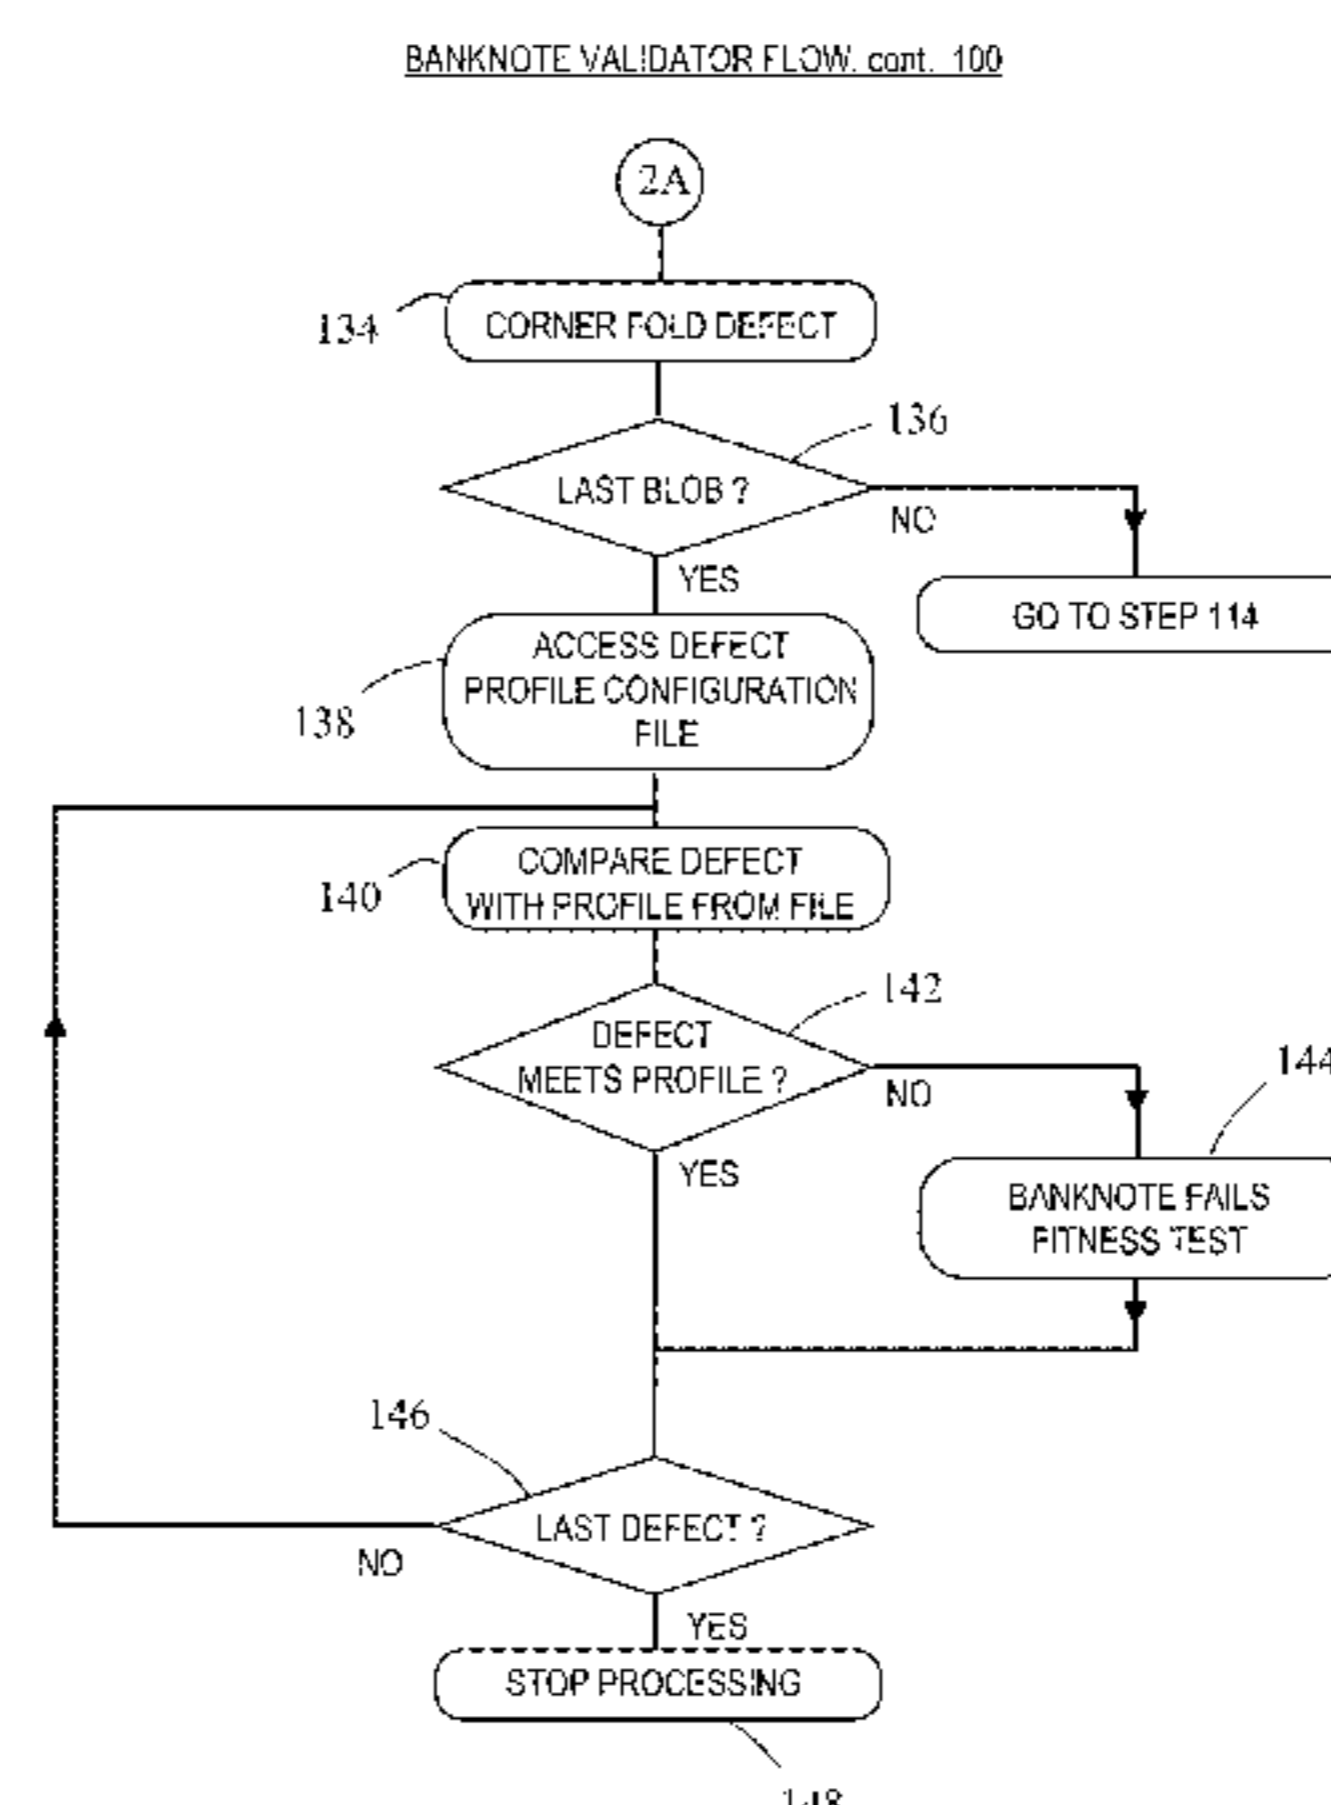 BANKNOTE VALIDATOR FLOW, cont. 100
2A
134
CORNER FOLD DEFECT
136
LAST BLOB ?
NO
YES
GO TO STEP 114
ACCESS DEFECT
PROFILE CONFIGURATION
FILE
138
COMPARE DEFECT
WITH PROFILE FROM FILE
140
142
DEFECT
MEETS PROFILE ?
NO
144
YES
BANKNOTE FAILS
FITNESS TEST
146
LAST DEFECT ?
NO
YES
STOP PROCESSING
148